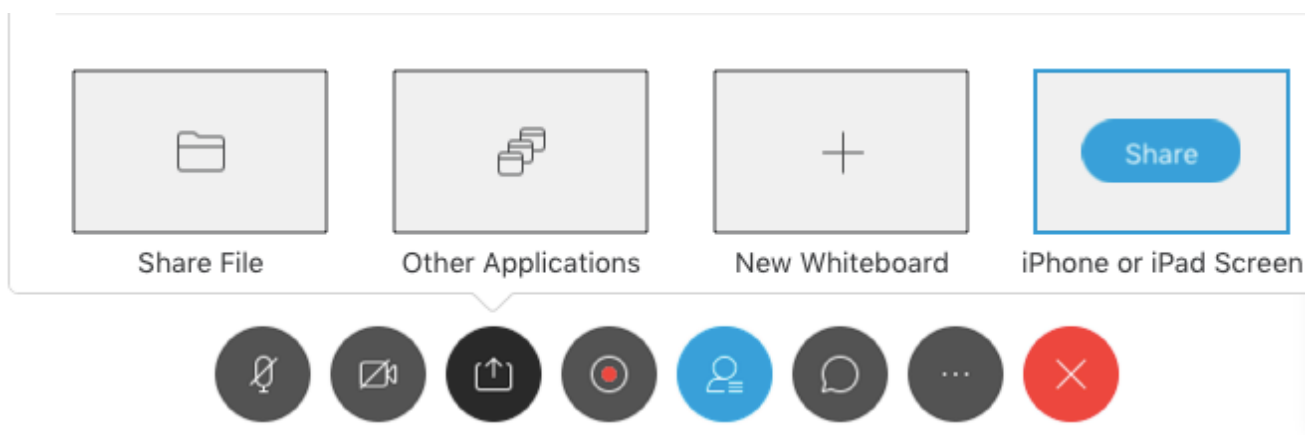 Share
Share File
Other Applications
New Whiteboard
iPhone or iPad Screen